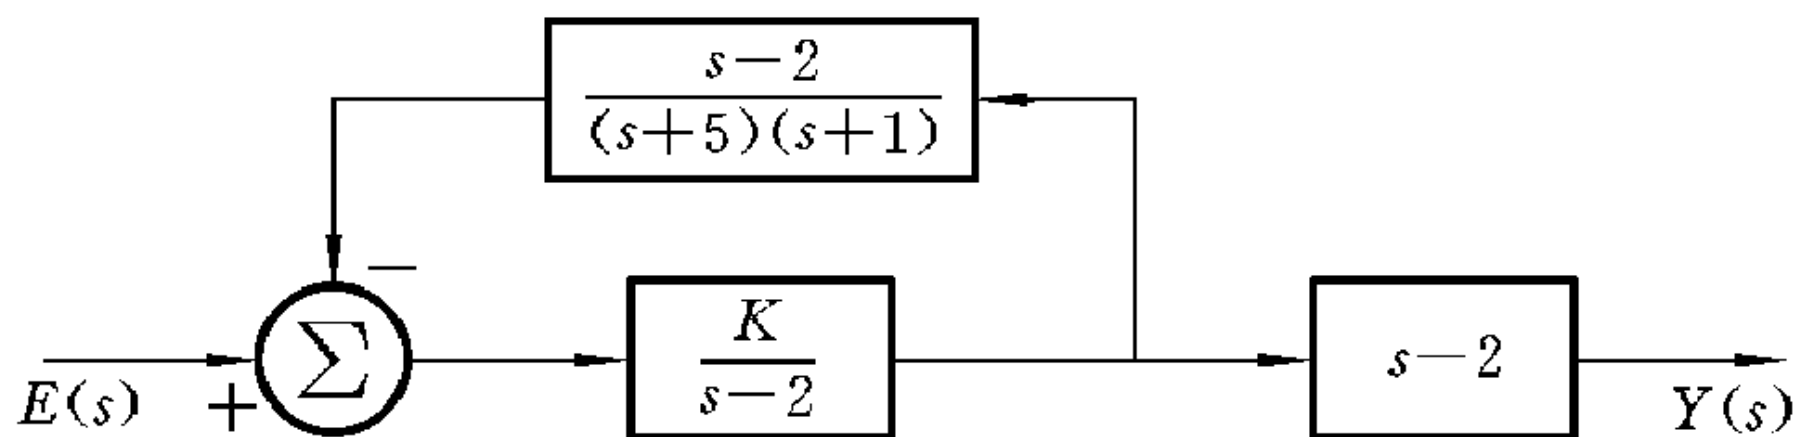 s-2
(s+5)(s+1)
−
Σ
K
s-2
s-2
E(s)
+
Y(s)